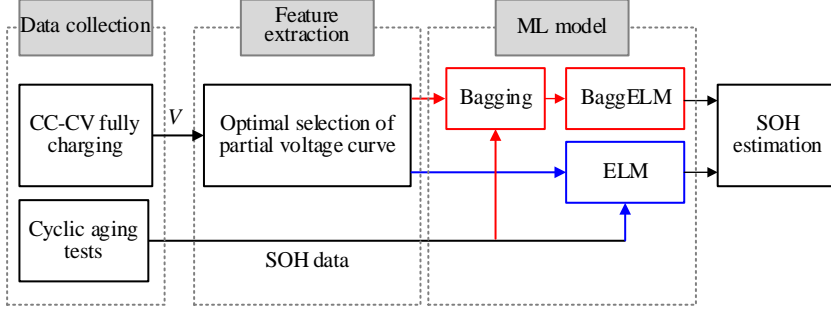 Data collection
Feature
extraction
ML model
CC-CV fully
charging
V
Optimal selection of
partial voltage curve
Bagging
BaggELM
SOH
estimation
ELM
Cyclic aging
tests
SOH data